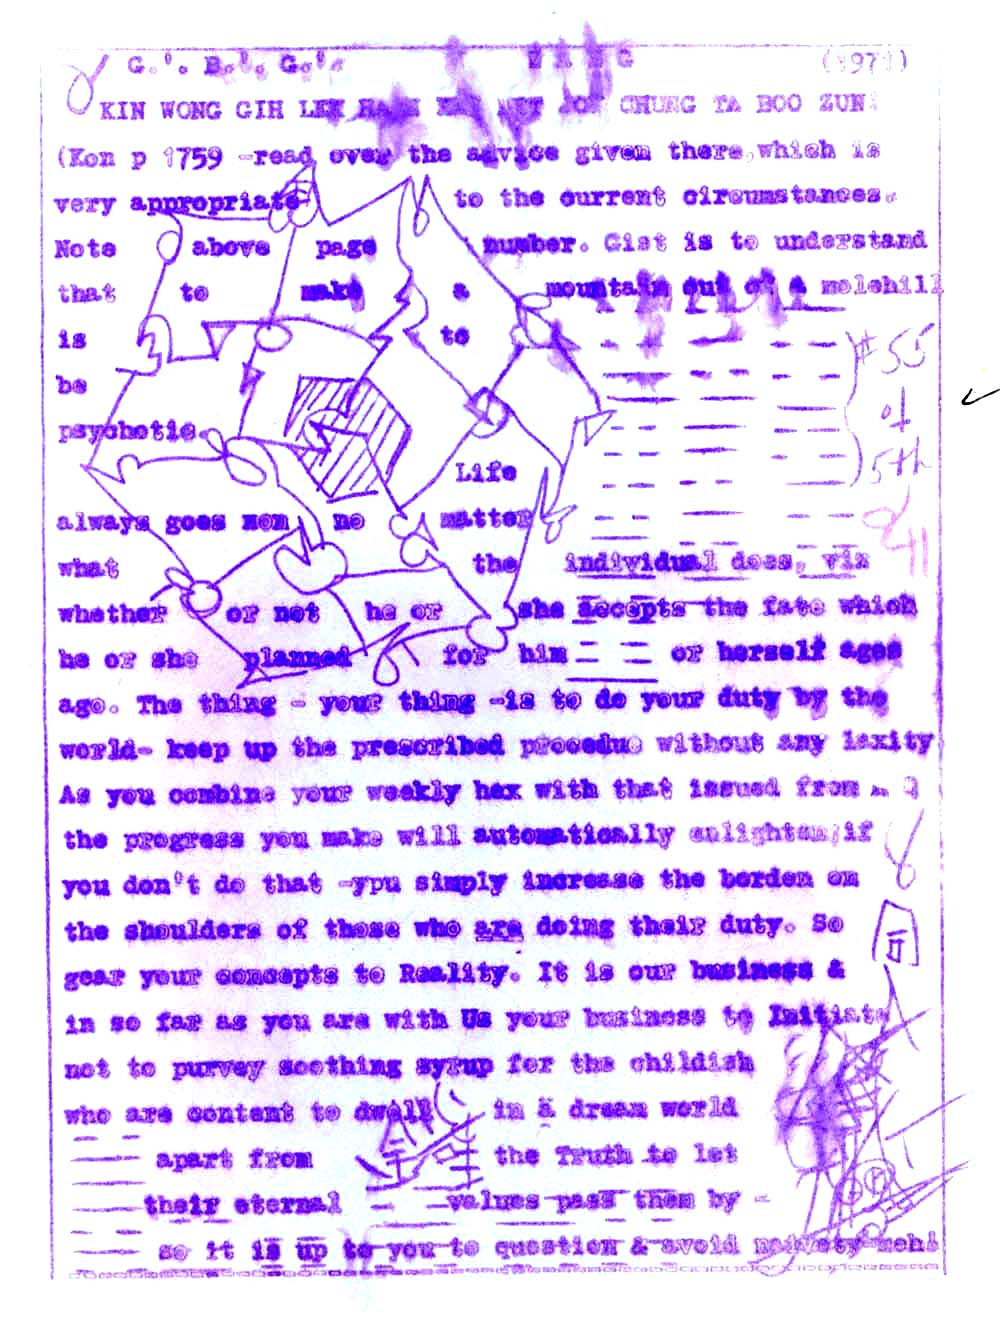 G.'. B.'. G.'. (1971)
KIN WONG GIH CHUNG TA BOO ZUN
(Kon p 1759 -read over the advice given there, which is
very appropriate to the current circumstances.
Note above page number. Gist is to understand
that to make a mountain out of a molehill
is to
be
psychotic.
Life
always goes non no matter
what the individual does, viz
whether or not he or she accepts the fate which
he or she planned for him or herself ages
ago. The thing - your thing -is to do your duty by the
world- keep up the prescribed procedue without any laxity
As you combine your weekly hex with that issued from
the progress you make will automatically enlighten; if
you don't do that -ypu simply increase the borden on
the shoulders of those who are doing their duty. So
gear your concepts to Reality. It is our business &
in so far as you are with Us your business to Initiate
not to purvey soothing syrup for the childish
who are content to dwell in a dream world
apart from the Truth to let
their eternal values pass them by -
so it is up to you to question & avoid
#55
of
5th